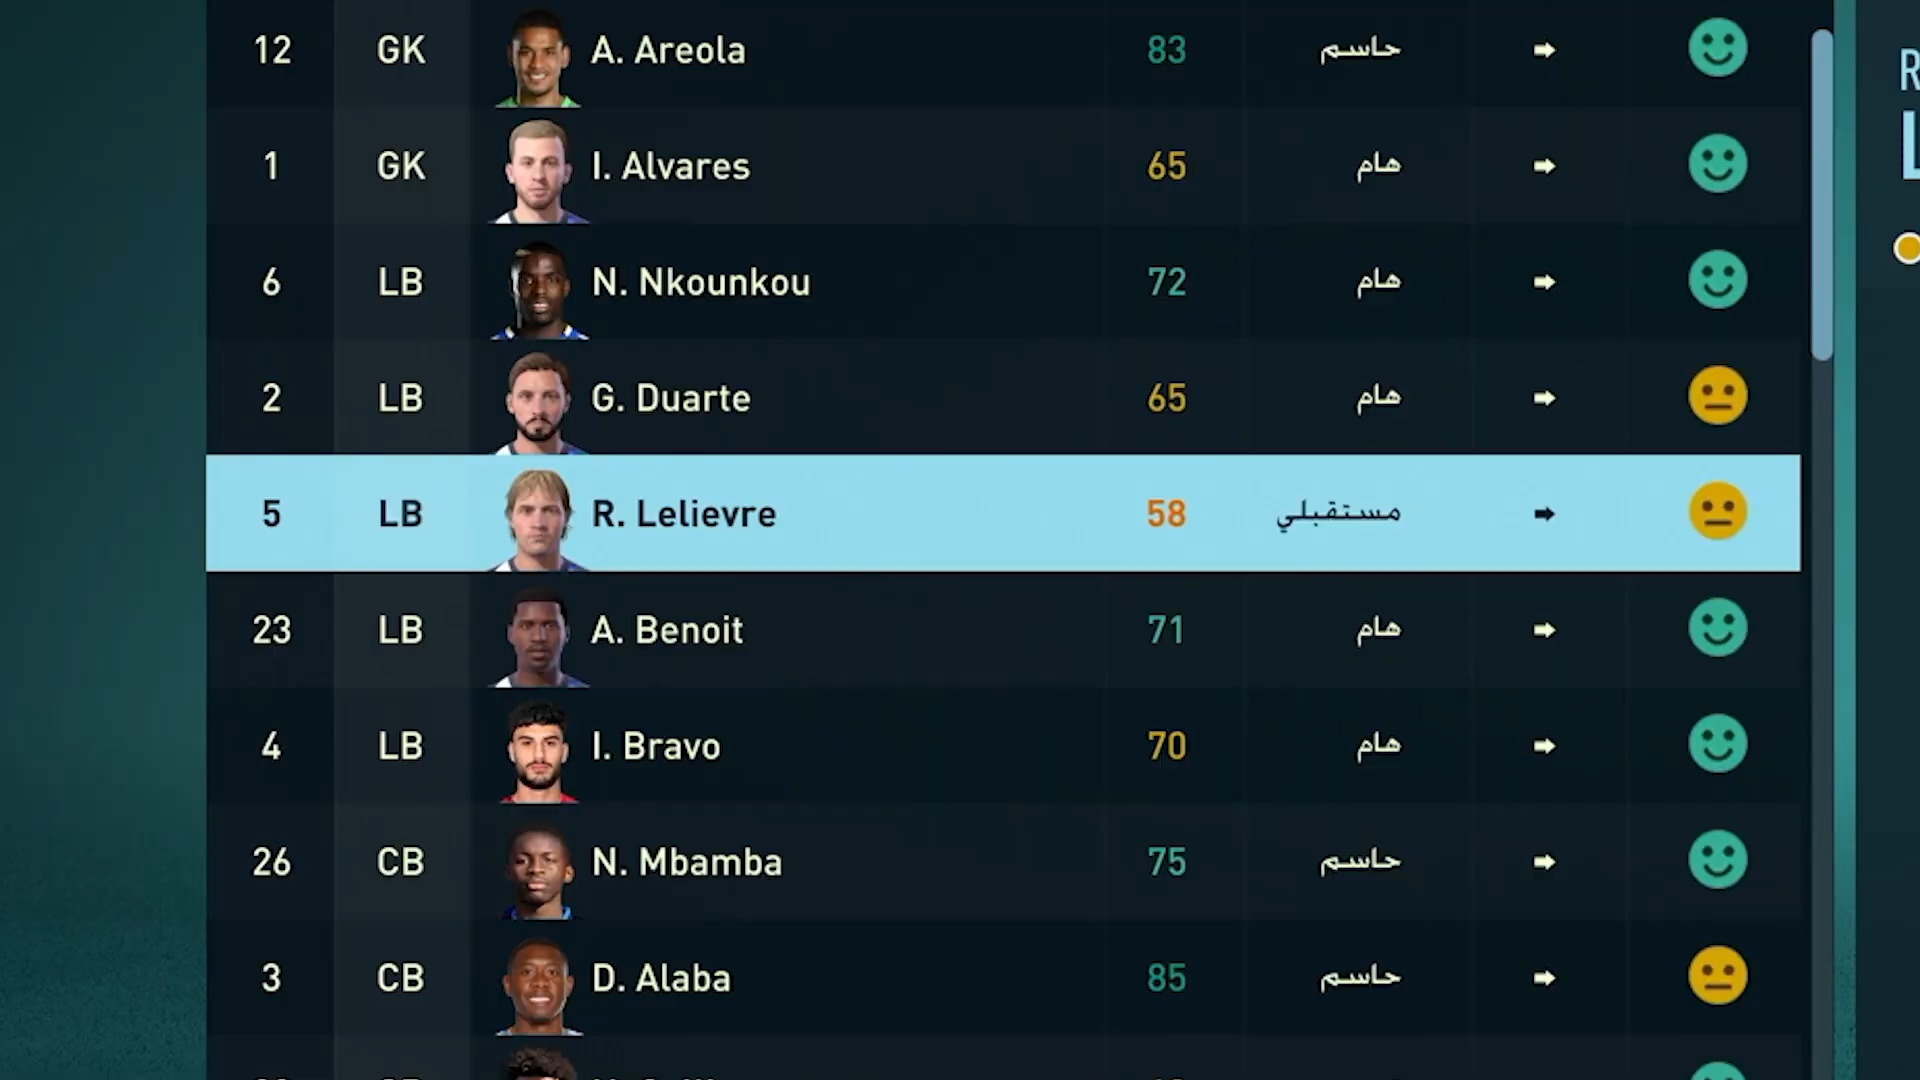 12 GK A. Areola 83 حاسم
1 GK I. Alvares 65 هام
6 LB N. Nkounkou 72 هام
2 LB G. Duarte 65 هام
5 LB R. Lelievre 58 مستقبلي
23 LB A. Benoit 71 هام
4 LB I. Bravo 70 هام
26 CB N. Mbamba 75 حاسم
3 CB D. Alaba 85 حاسم
R
L